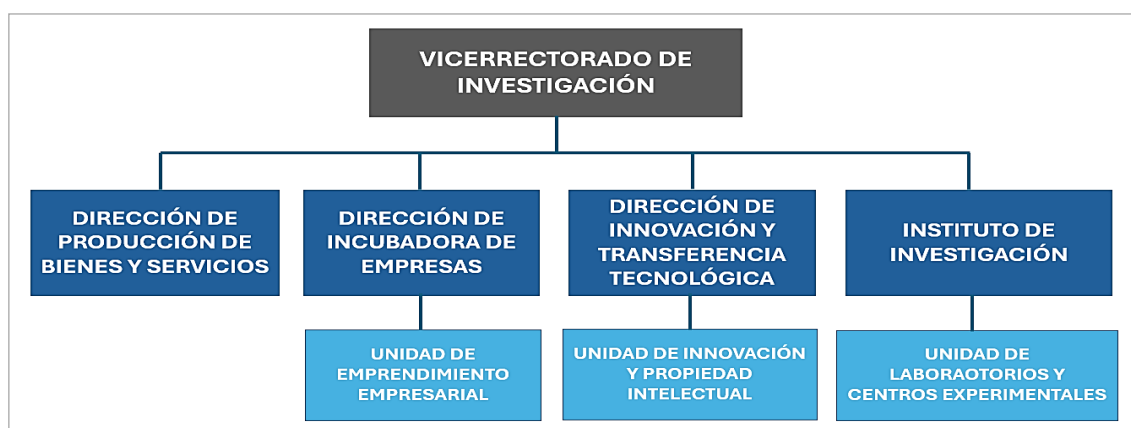 VICERRECTORADO DE
INVESTIGACIÓN
DIRECCIÓN DE
PRODUCCIÓN DE
BIENES Y SERVICIOS
DIRECCIÓN DE
INCUBADORA DE
EMPRESAS
DIRECCIÓN DE
INNOVACIÓN Y
TRANSFERENCIA
TECNOLÓGICA
INSTITUTO DE
INVESTIGACIÓN
UNIDAD DE
EMPRENDIMIENTO
EMPRESARIAL
UNIDAD DE INNOVACIÓN
Y PROPIEDAD
INTELECTUAL
UNIDAD DE
LABORAOTORIOS Y
CENTROS EXPERIMENTALES